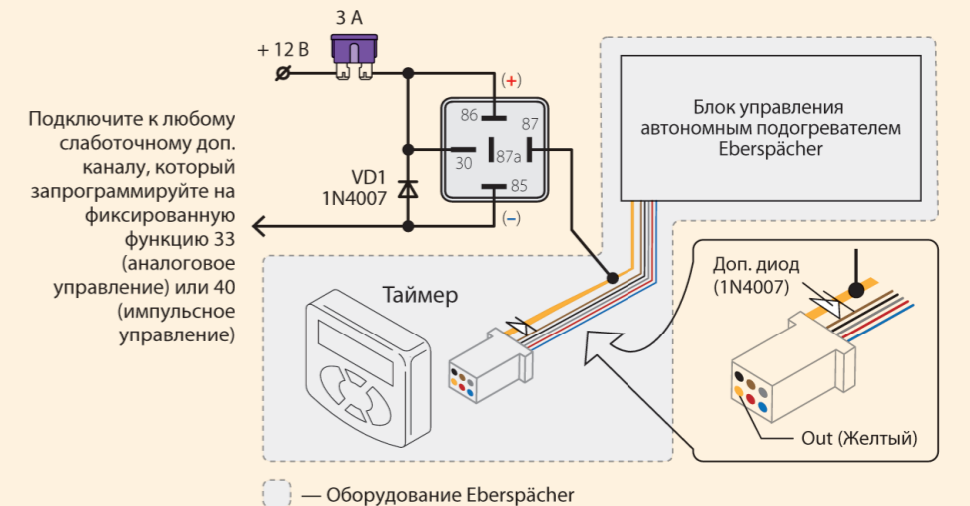 3 А
+ 12 В
(+)
86
87
30
87a
85
(–)
VD1
1N4007
Подключите к любому
слаботочному доп.
каналу, который
запрограммируйте на
фиксированную
функцию 33
(аналоговое
управление) или 40
(импульсное
управление)
Блок управления
автономным подогревателем
Eberspächer
Таймер
Доп. диод
(1N4007)
Out (Желтый)
— Оборудование Eberspächer